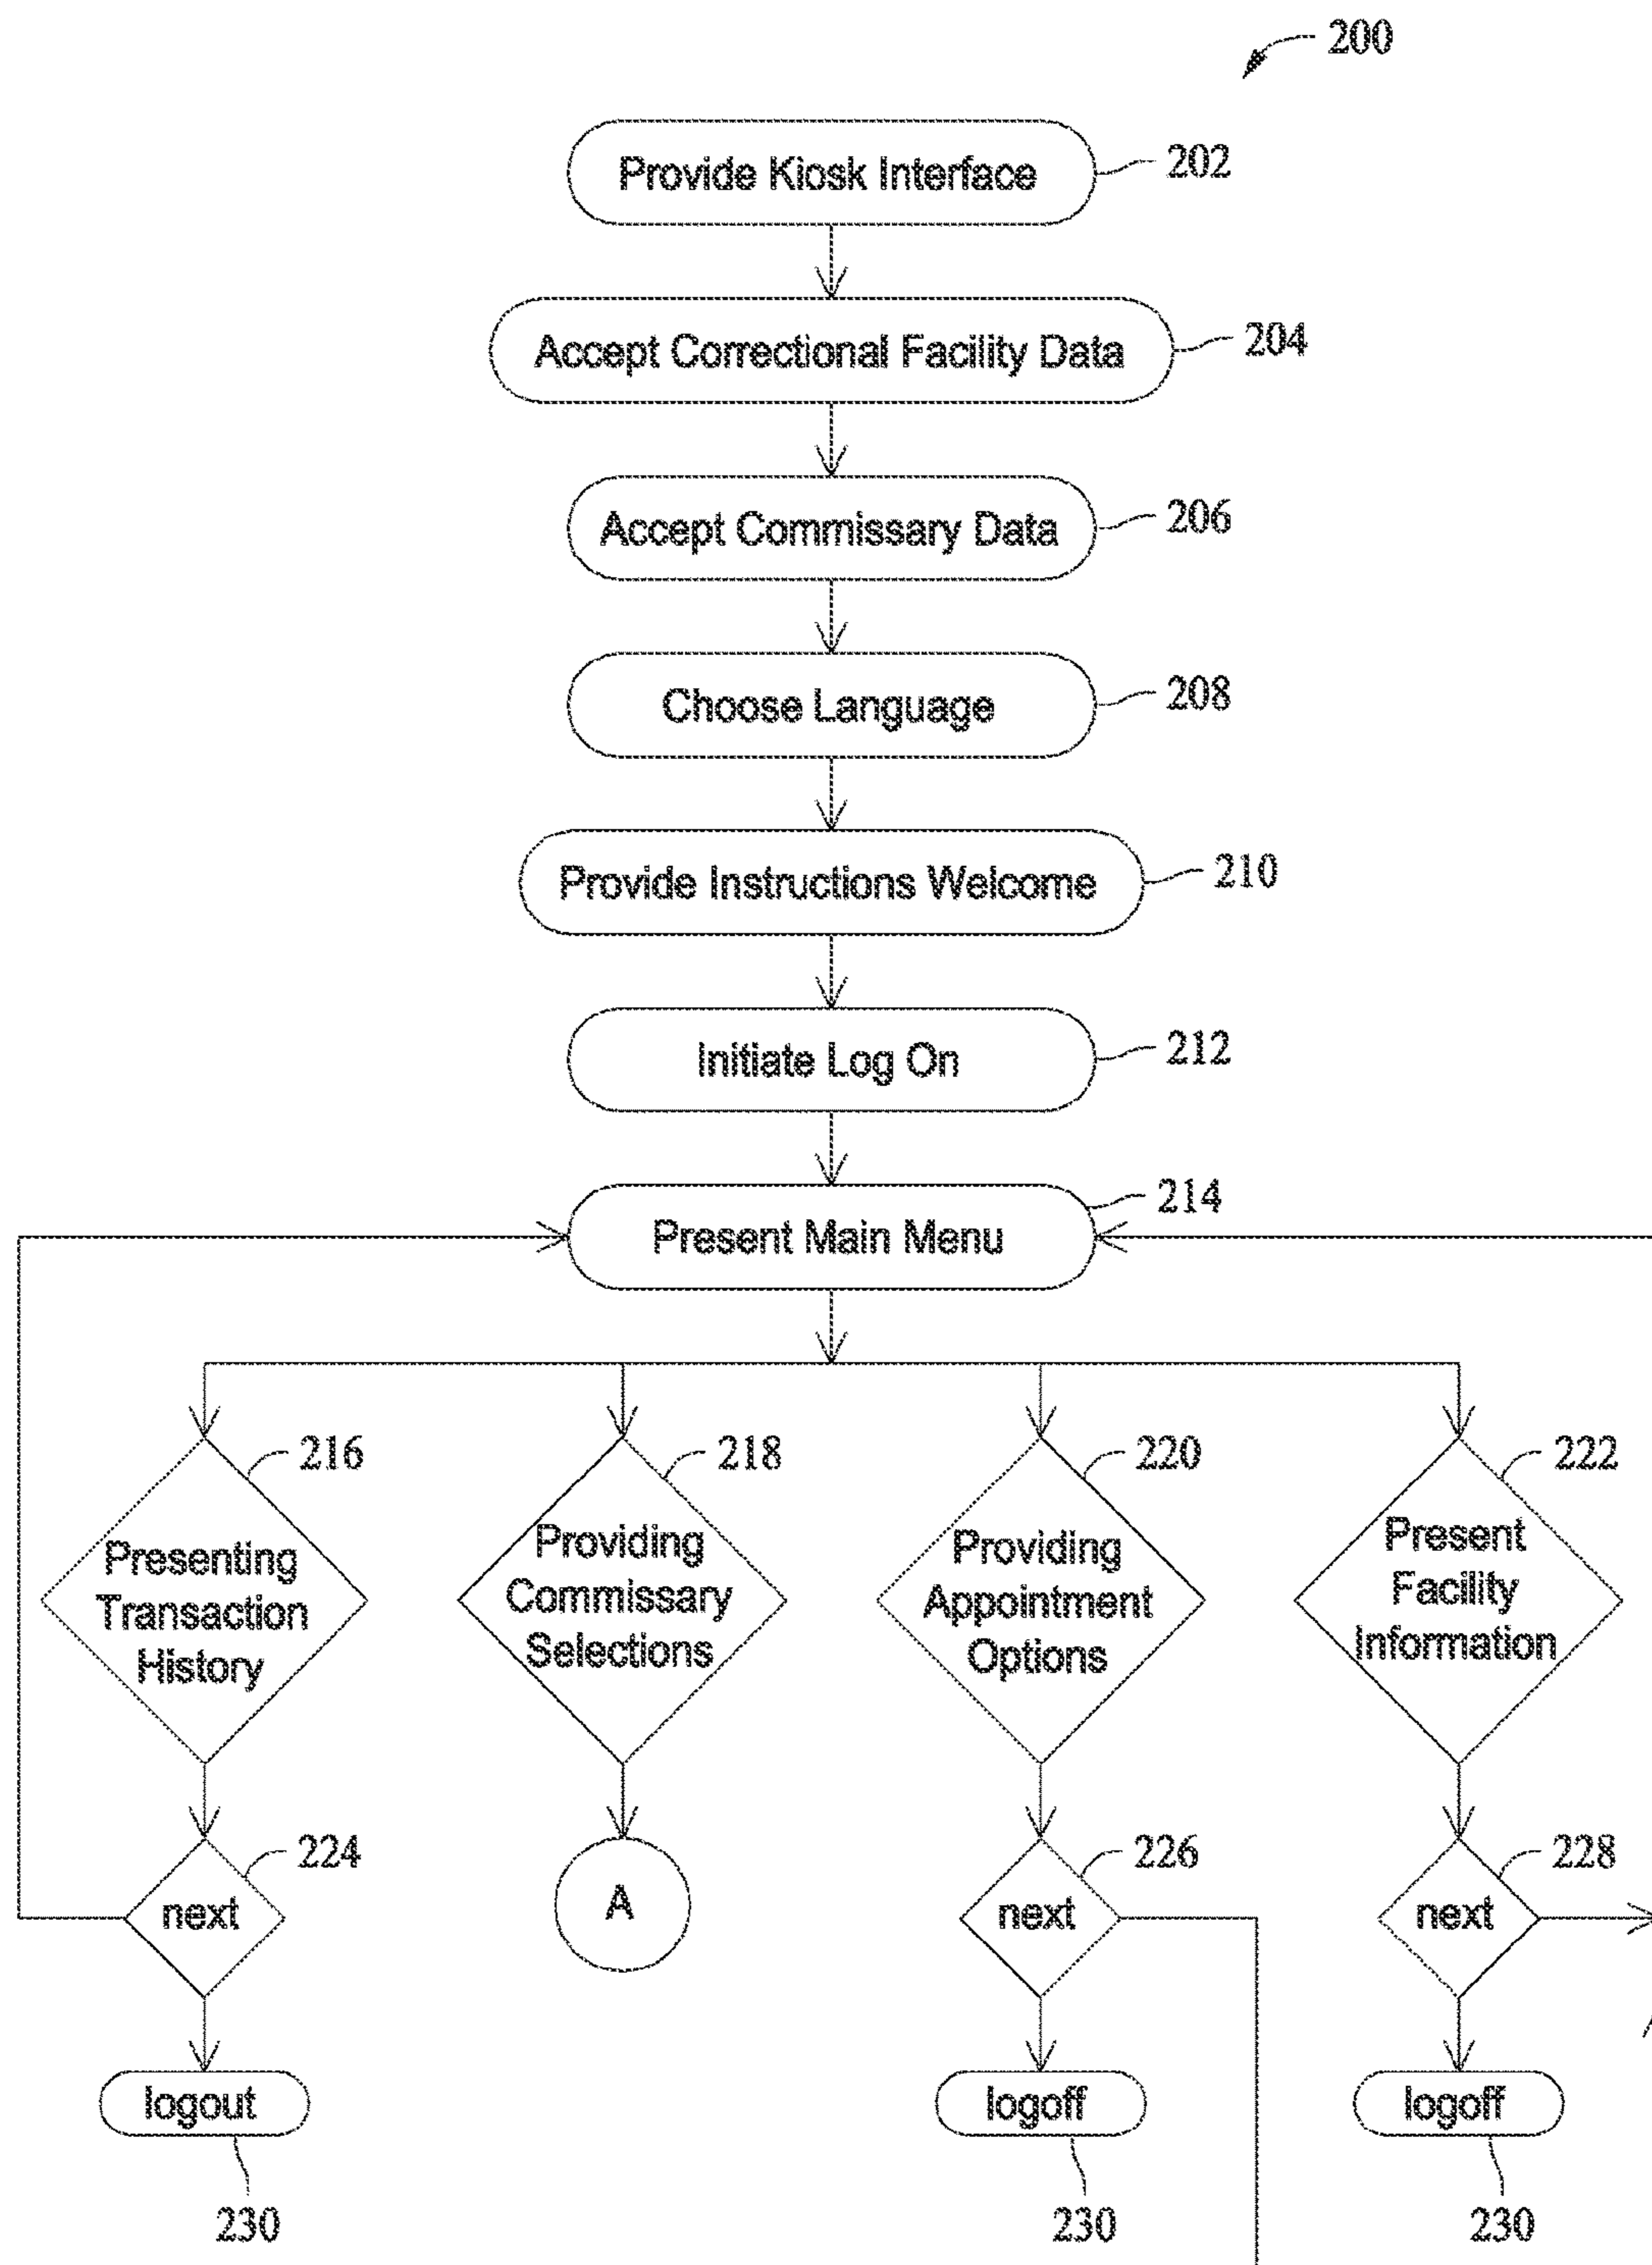 200
Provide Kiosk Interface
202
Accept Correctional Facility Data
204
Accept Commissary Data
206
Choose Language
208
Provide Instructions Welcome
210
Initiate Log On
212
214
Present Main Menu
216
218
220
222
Presenting
Transaction
History
Providing
Commissary
Selections
Providing
Appointment
Options
Present
Facility
Information
224
226
228
next
A
next
next
logout
logoff
logoff
230
230
230